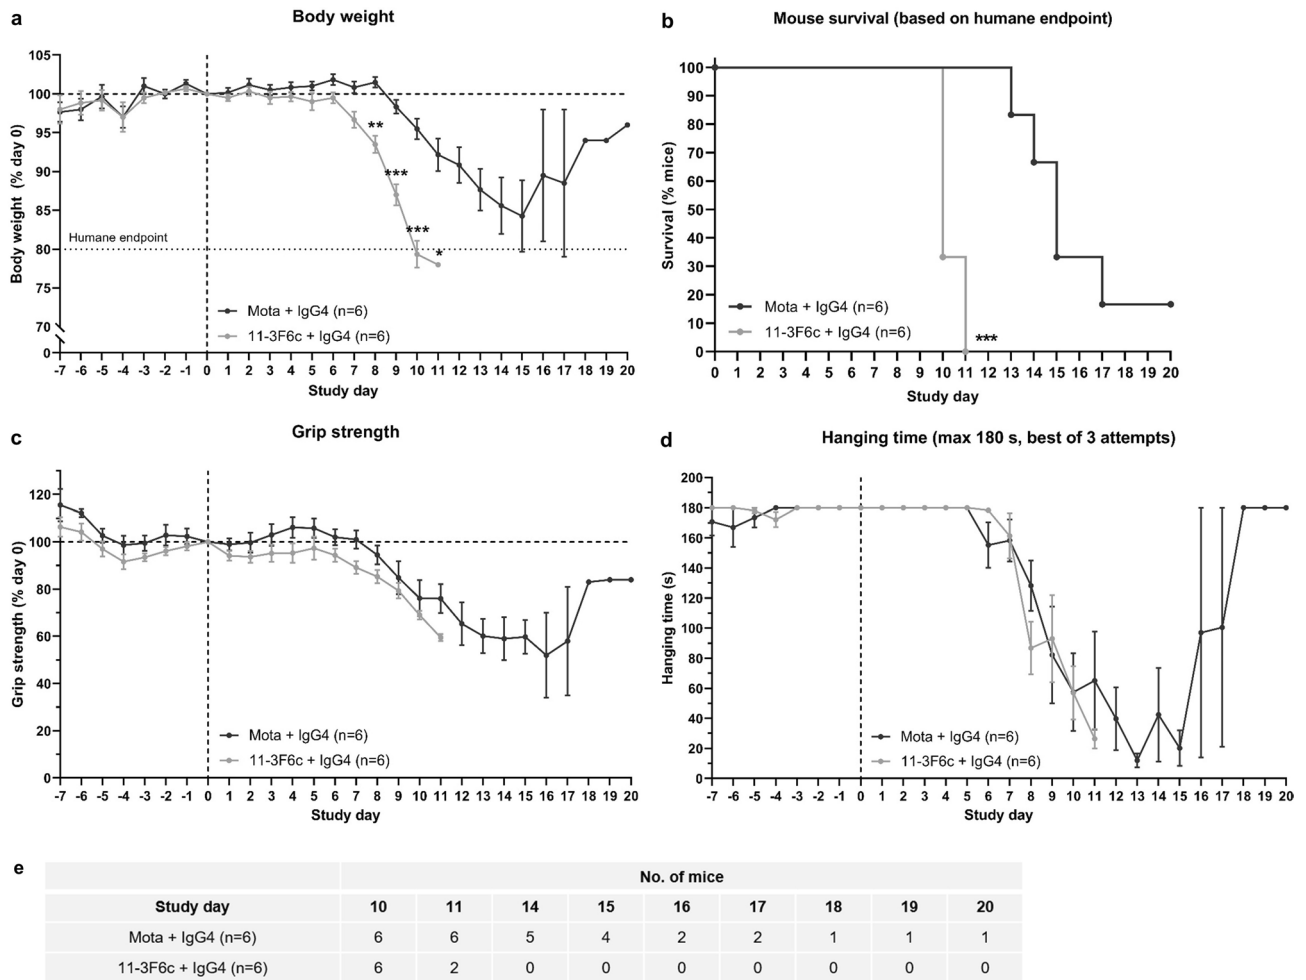 a
Body weight
105
100
95
90
85
80
75
70
0
Body weight (% day 0)
Humane endpoint
**
***
***
*
Mota + IgG4 (n=6)
11-3F6c + IgG4 (n=6)
-7 -6 -5 -4 -3 -2 -1 0 1 2 3 4 5 6 7 8 9 10 11 12 13 14 15 16 17 18 19 20
Study day
b
Mouse survival (based on humane endpoint)
100
90
80
70
60
50
40
30
20
10
0
Survival (% mice)
Mota + IgG4 (n=6)
11-3F6c + IgG4 (n=6)
***
0 1 2 3 4 5 6 7 8 9 10 11 12 13 14 15 16 17 18 19 20
Study day
c
Grip strength
120
100
80
60
40
20
0
Grip strength (% day 0)
Mota + IgG4 (n=6)
11-3F6c + IgG4 (n=6)
-7 -6 -5 -4 -3 -2 -1 0 1 2 3 4 5 6 7 8 9 10 11 12 13 14 15 16 17 18 19 20
Study day
d
Hanging time (max 180 s, best of 3 attempts)
200
180
160
140
120
100
80
60
40
20
0
Hanging time (s)
Mota + IgG4 (n=6)
11-3F6c + IgG4 (n=6)
-7 -6 -5 -4 -3 -2 -1 0 1 2 3 4 5 6 7 8 9 10 11 12 13 14 15 16 17 18 19 20
Study day
e
No. of mice
Study day 10 11 14 15 16 17 18 19 20
Mota + IgG4 (n=6) 6 6 5 4 2 2 1 1 1
11-3F6c + IgG4 (n=6) 6 2 0 0 0 0 0 0 0